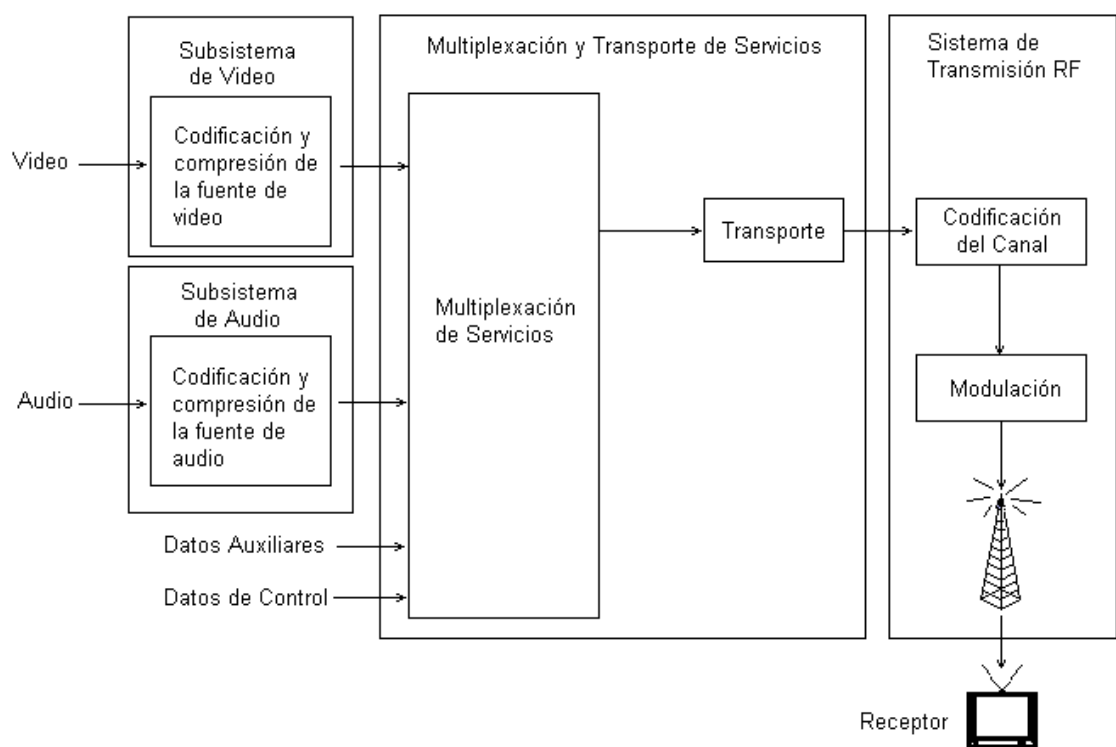 Subsistema
de Video
Video
Codificación y
compresión de
la fuente de
video
Subsistema
de Audio
Audio
Codificación y
compresión de
la fuente de
audio
Datos Auxiliares
Datos de Control
Multiplexación y Transporte de Servicios
Multiplexación
de Servicios
Transporte
Sistema de
Transmisión RF
Codificación
del Canal
Modulación
Receptor